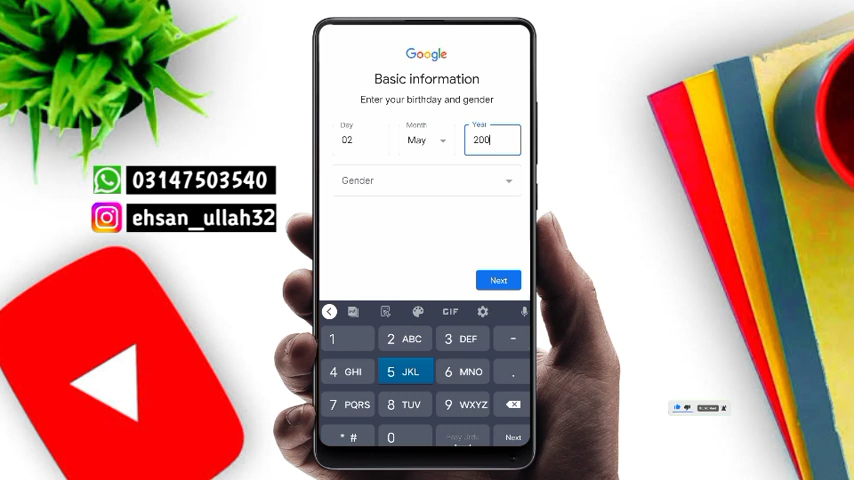 Google
Basic information
Enter your birthday and gender
Day
Month
Year
02
May
200
Gender
Next
03147503540
ehsan_ullah32
GIF
1
2 ABC
3 DEF
-
4 GHI
5 JKL
6 MNO
.
7 PQRS
8 TUV
9 WXYZ
* #
0
Next